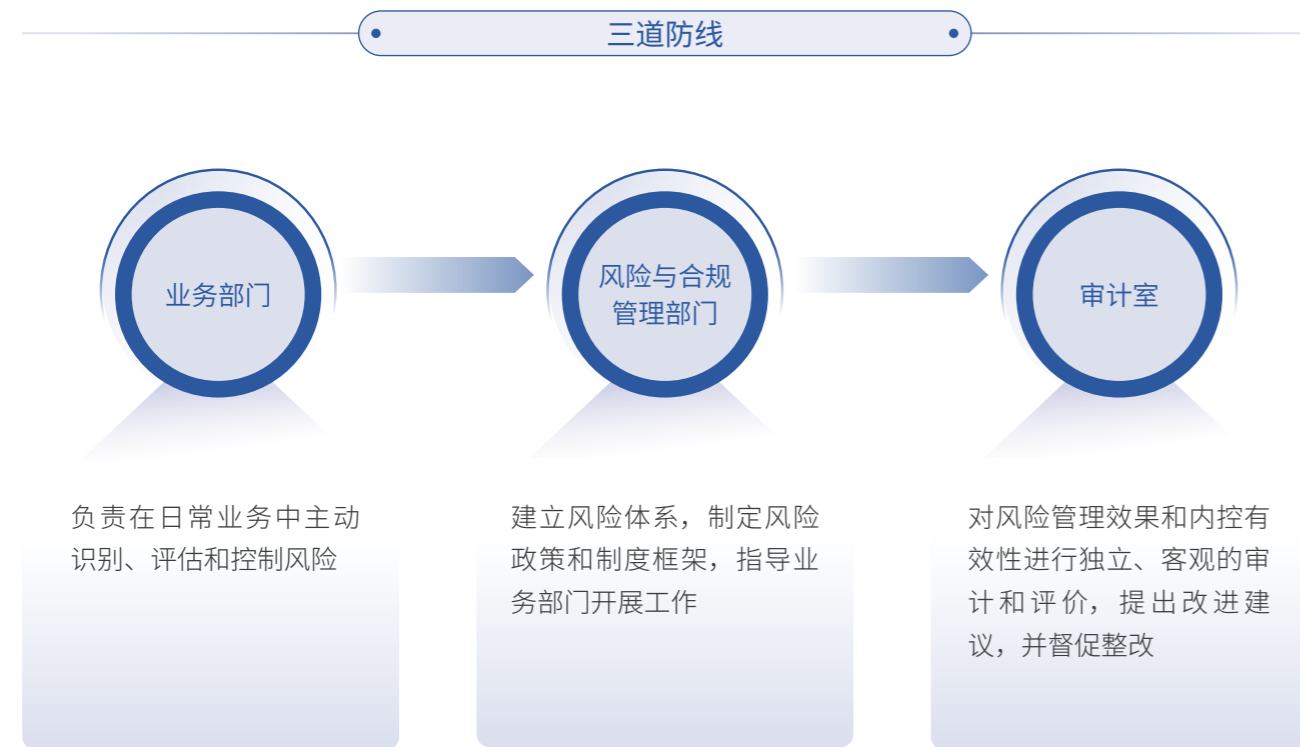 三道防线
业务部门
风险与合规
管理部门
审计室
负责在日常业务中主动
识别、评估和控制风险
建立风险体系，制定风险
政策和制度框架，指导业
务部门开展工作
对风险管理效果和内控有
效性进行独立、客观的审
计和评价，提出改进建
议，并督促整改